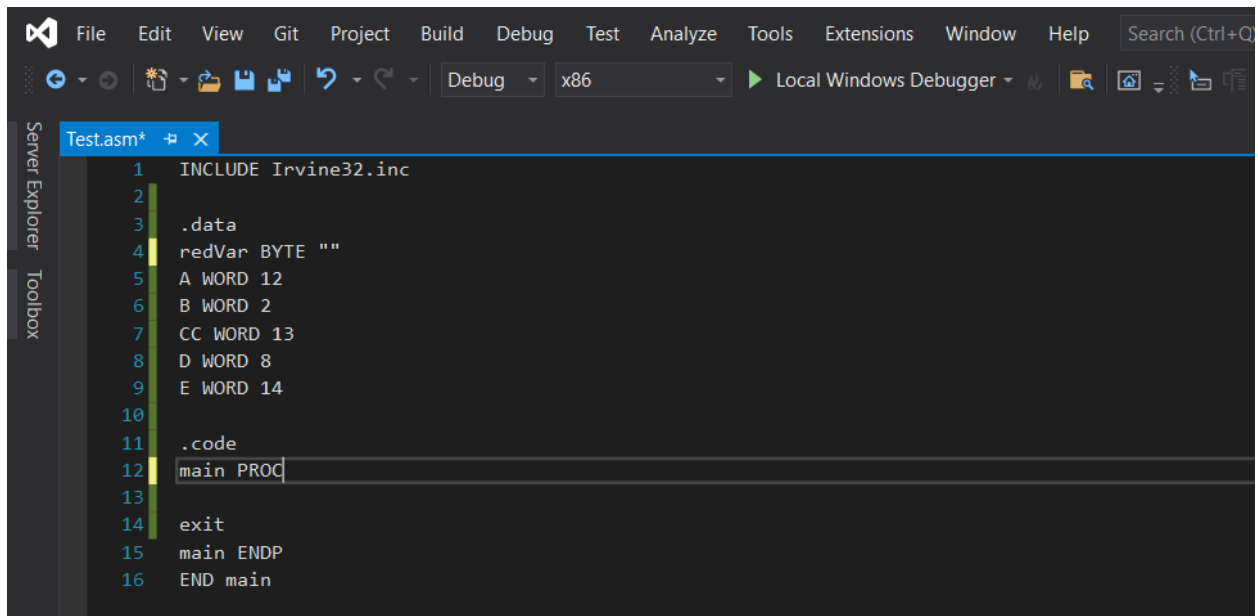 File Edit View Git Project Build Debug Test Analyze Tools Extensions Window Help Search (Ctrl+Q)
Debug x86 Local Windows Debugger
Server Explorer
Toolbox
Test.asm*
1 INCLUDE Irvine32.inc
2
3 .data
4 redVar BYTE ""
5 A WORD 12
6 B WORD 2
7 CC WORD 13
8 D WORD 8
9 E WORD 14
10
11 .code
12 main PROC
13
14 exit
15 main ENDP
16 END main